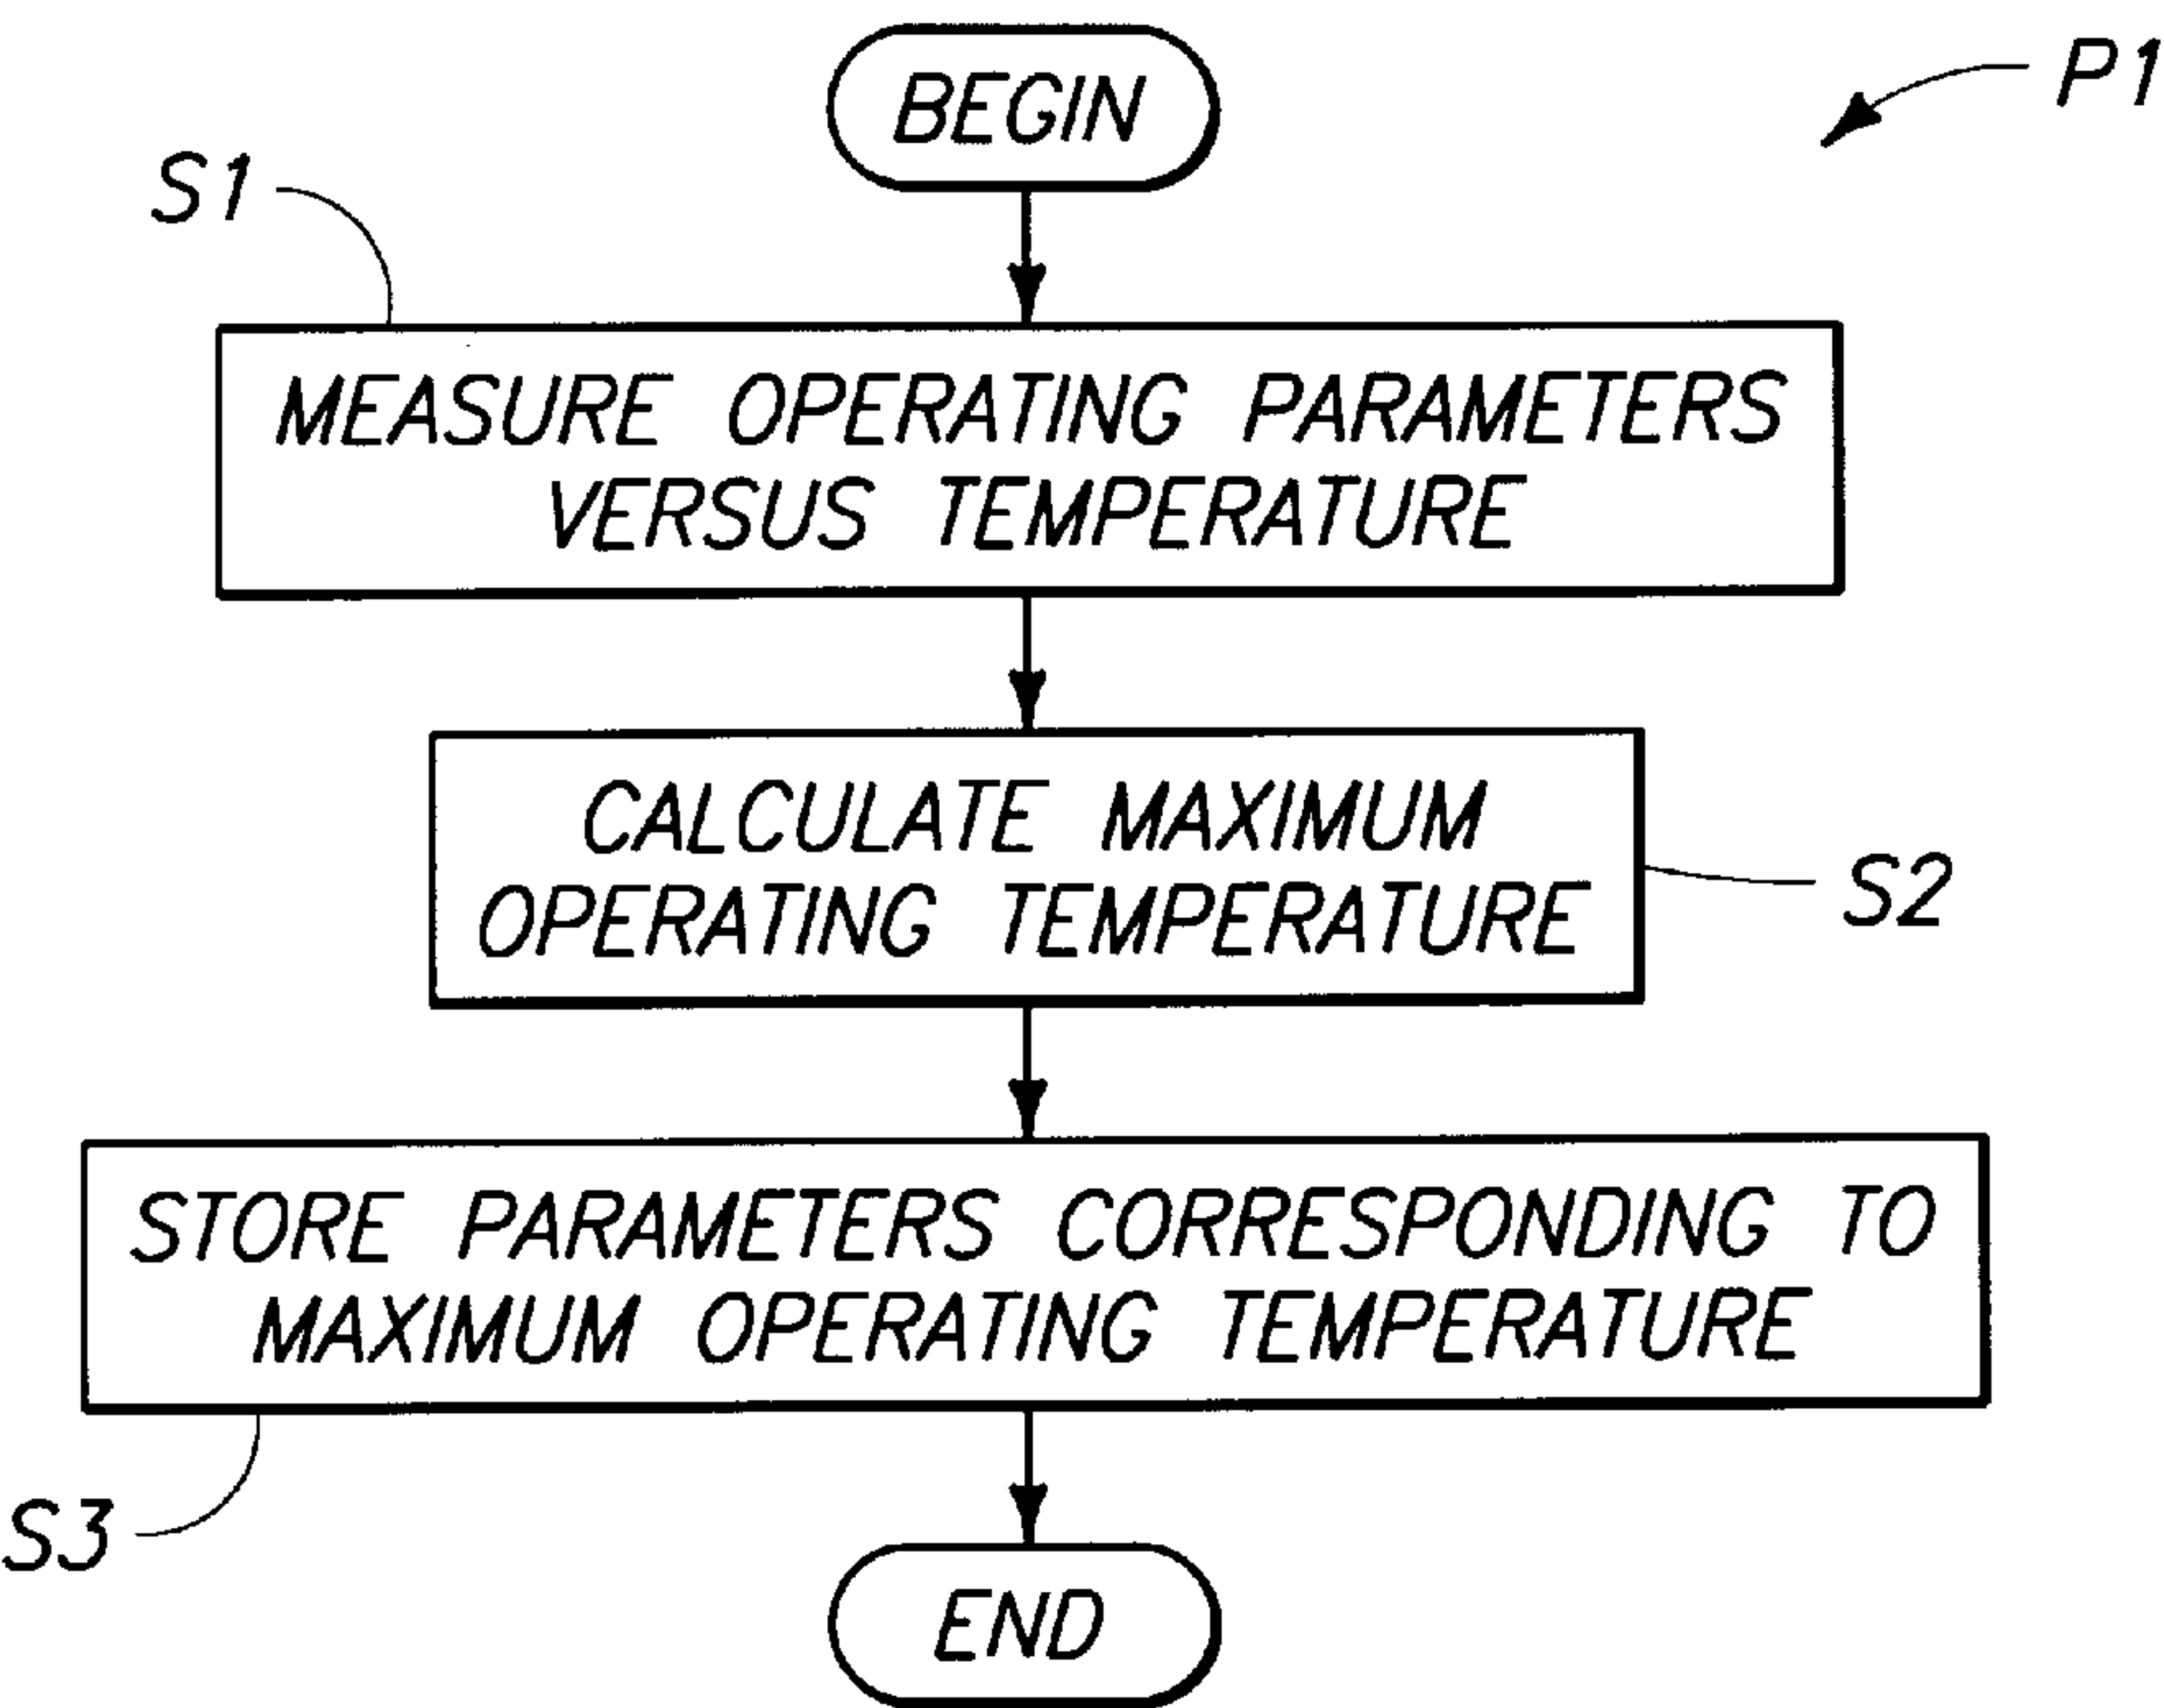 BEGIN
P1
S1
MEASURE OPERATING PARAMETERS
VERSUS TEMPERATURE
CALCULATE MAXIMUM
OPERATING TEMPERATURE
S2
STORE PARAMETERS CORRESPONDING TO
MAXIMUM OPERATING TEMPERATURE
S3
END